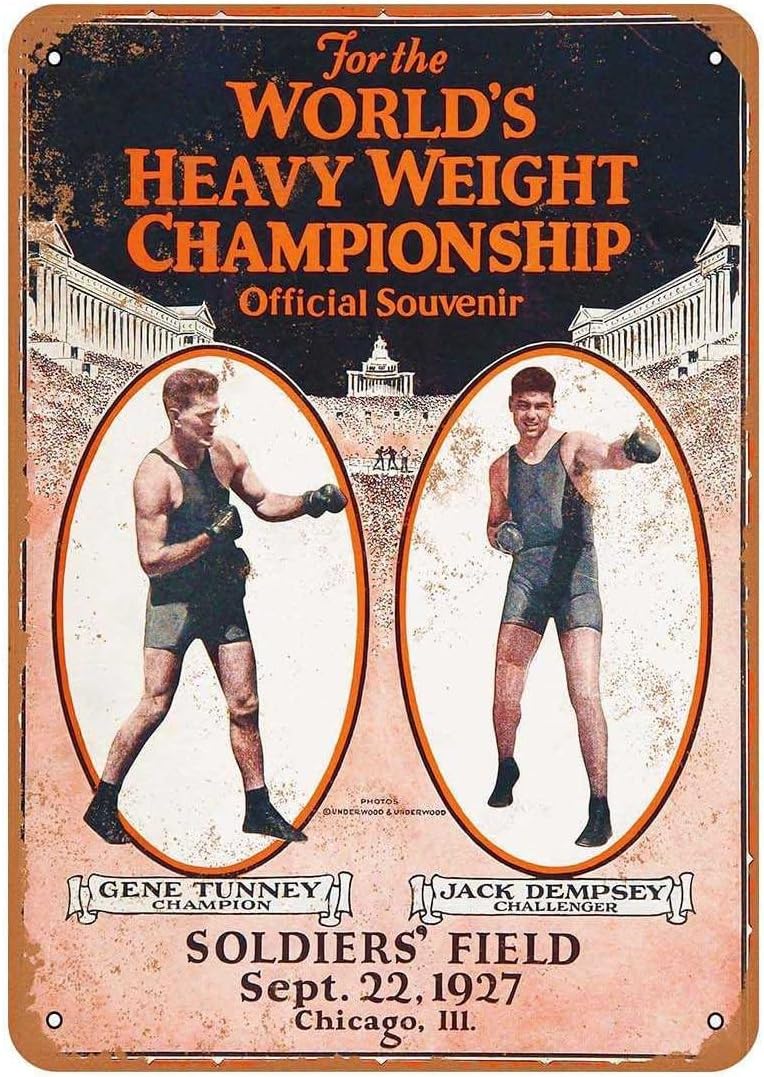 For the
WORLD'S
HEAVY WEIGHT
CHAMPIONSHIP
Official Souvenir
PHOTOS
©UNDERWOOD & UNDERWOOD
GENE TUNNEY
CHAMPION
JACK DEMPSEY
CHALLENGER
SOLDIERS' FIELD
Sept. 22, 1927
Chicago, Ill.